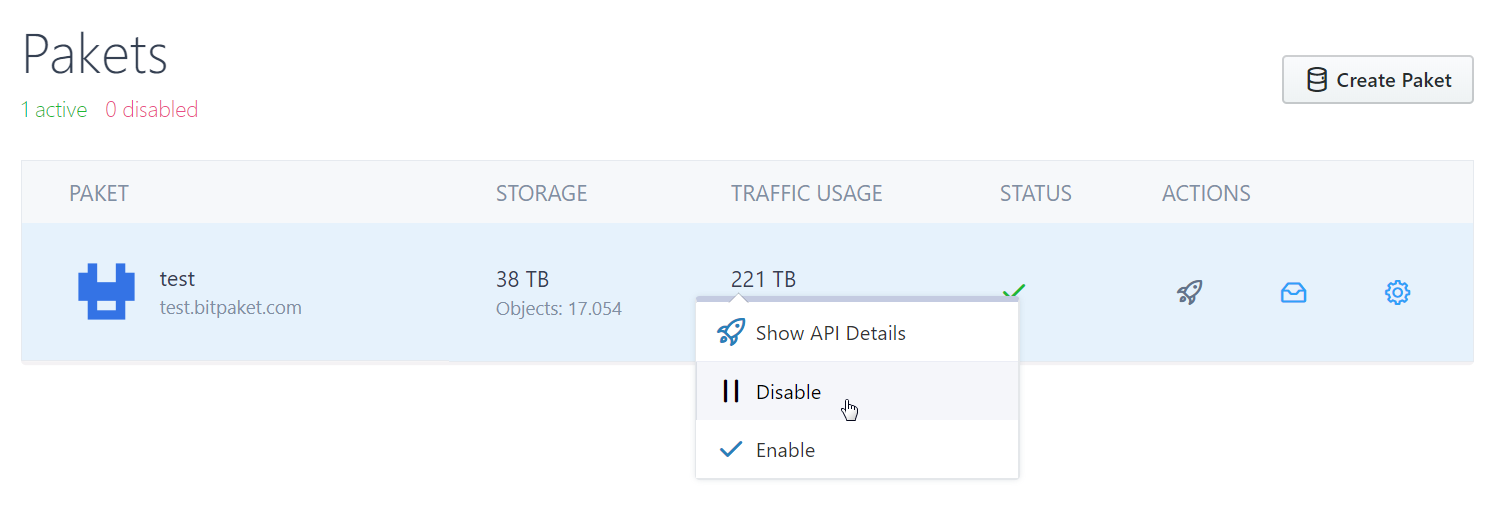 Pakets
1 active 0 disabled
Create Paket
PAKET STORAGE TRAFFIC USAGE STATUS ACTIONS
test 38 TB 221 TB
test.bitpaket.com Objects: 17.054
Show API Details
Disable
Enable